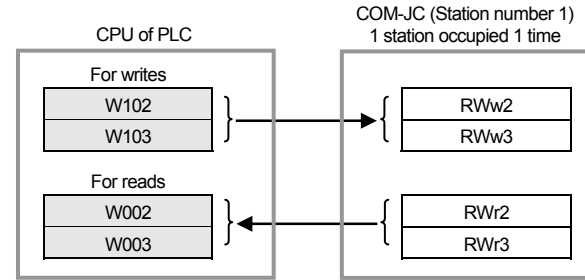 COM-JC (Station number 1)
CPU of PLC
1 station occupied 1 time
For writes
W102
RWw2
W103
RWw3
For reads
W002
RWr2
W003
RWr3